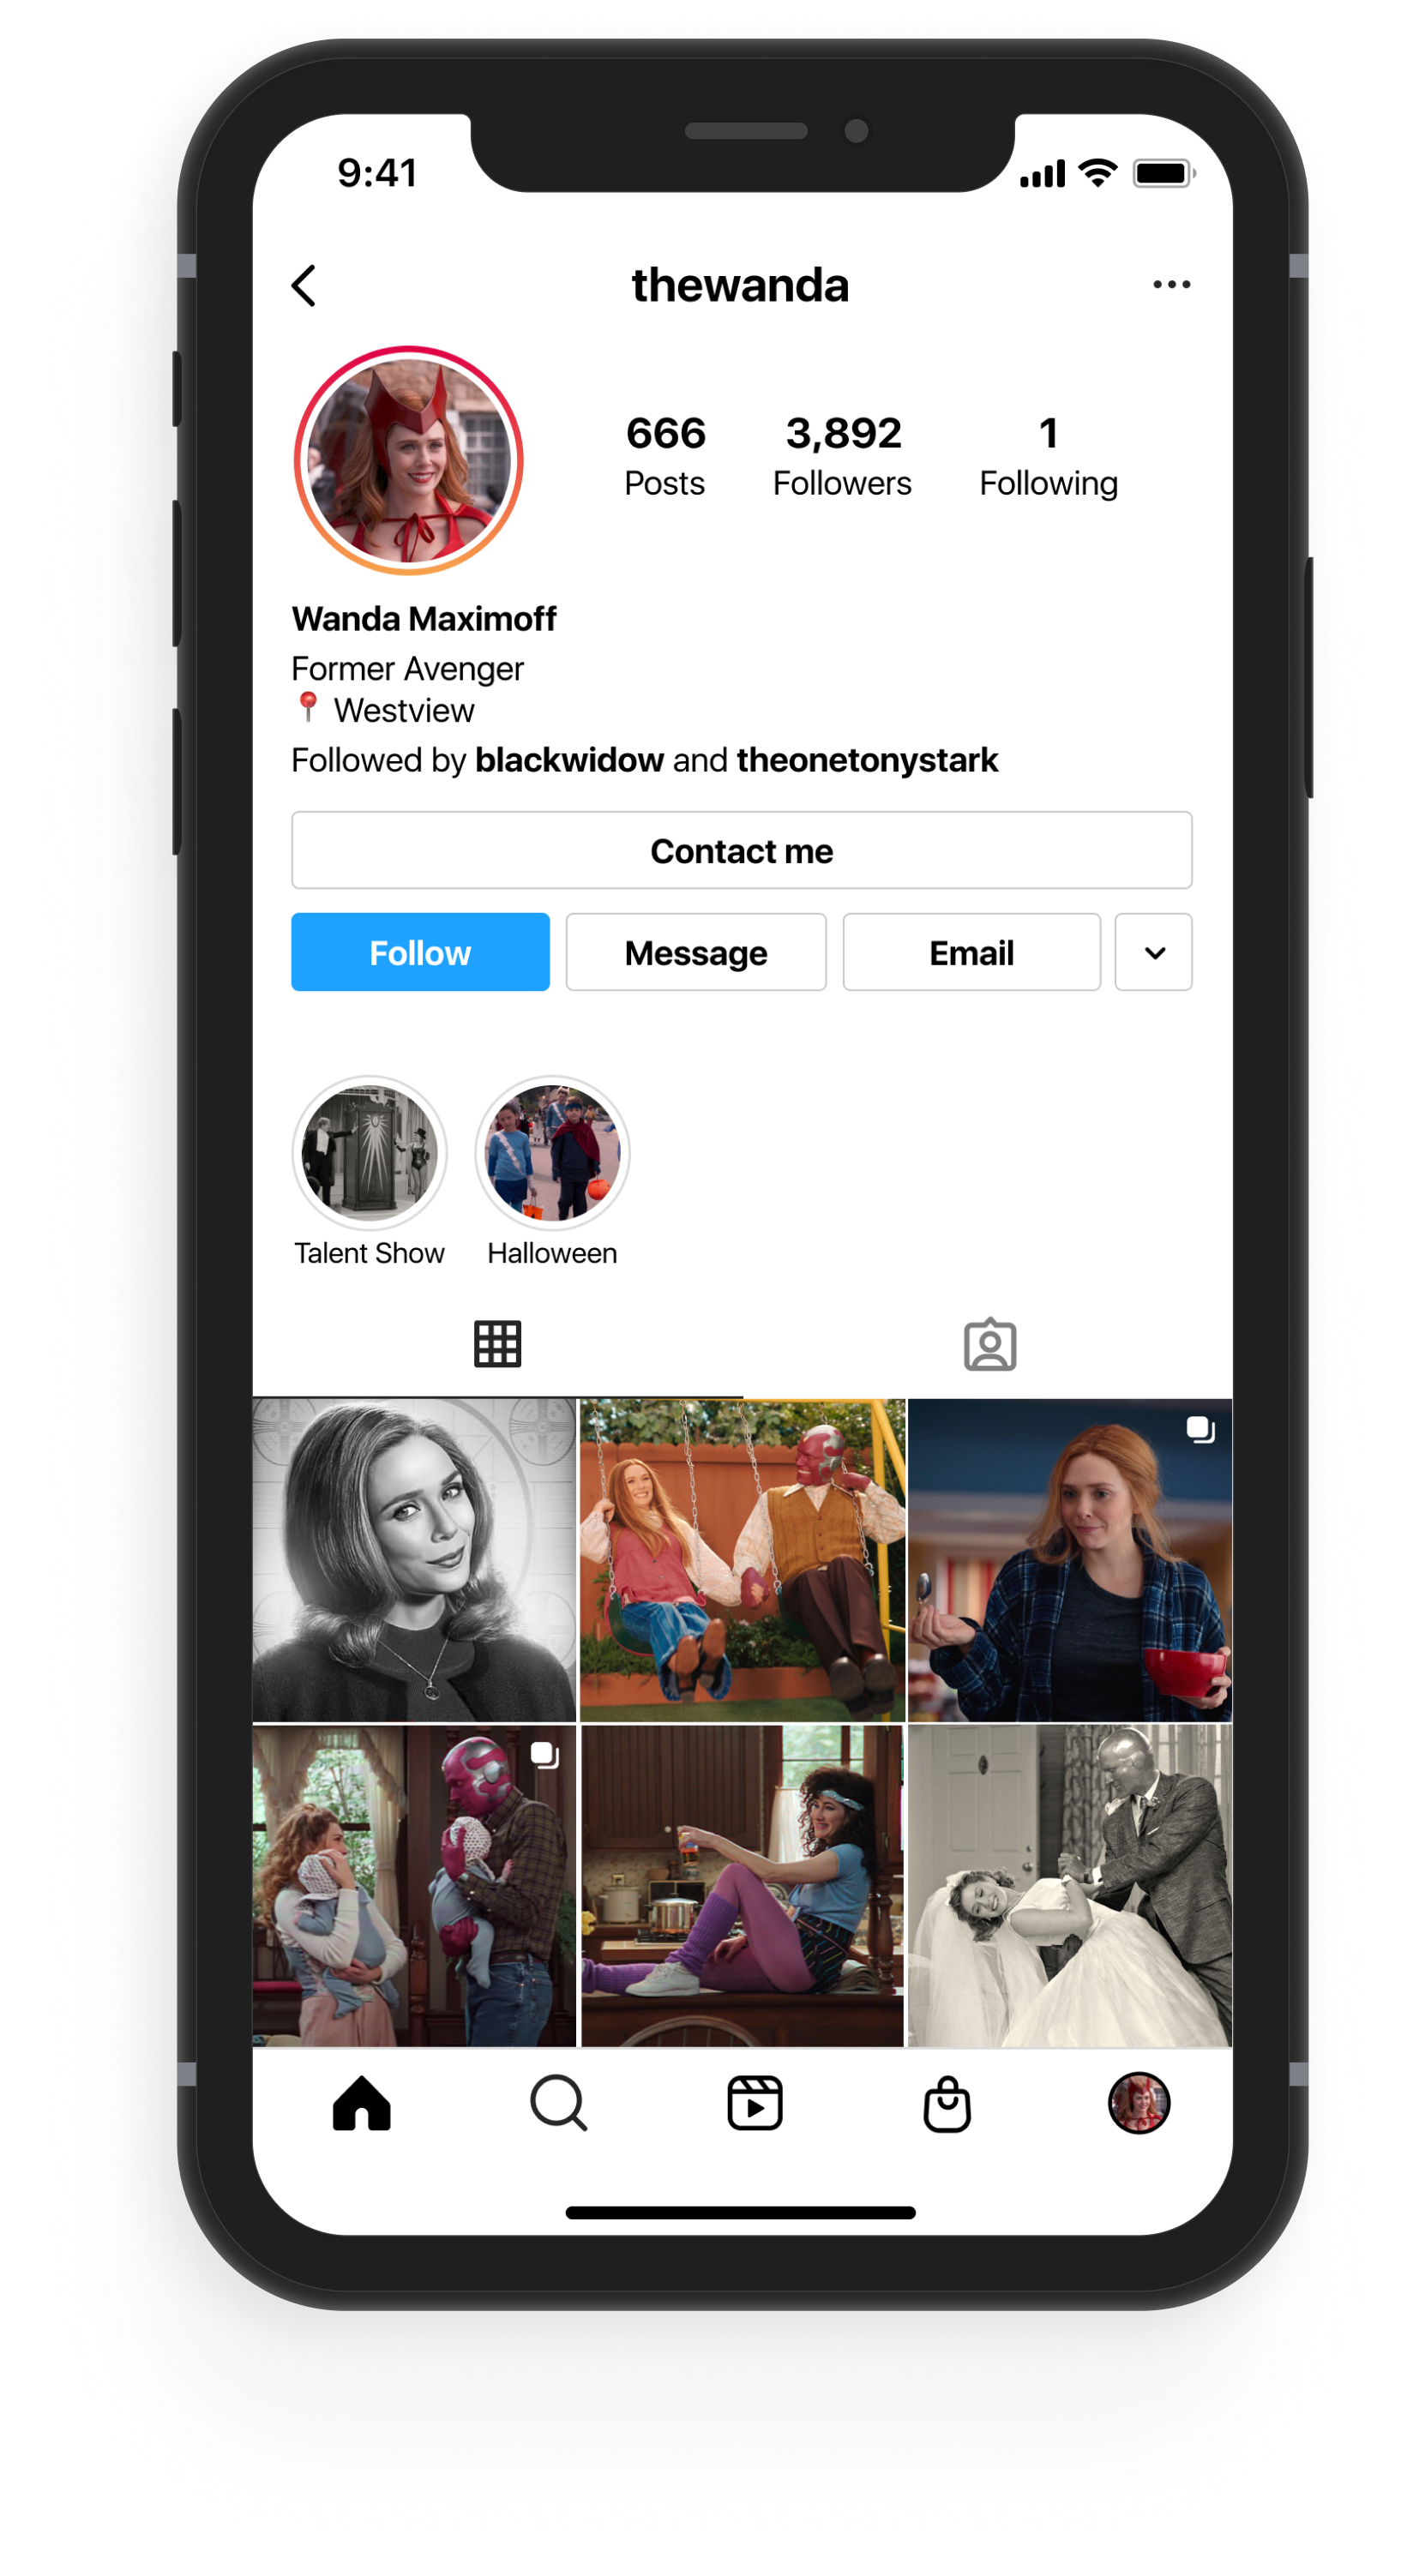 9:41
thewanda
666 3,892 1
Posts Followers Following
Wanda Maximoff
Former Avenger
📍 Westview
Followed by blackwidow and theonetonystark
Contact me
Follow Message Email
Talent Show Halloween